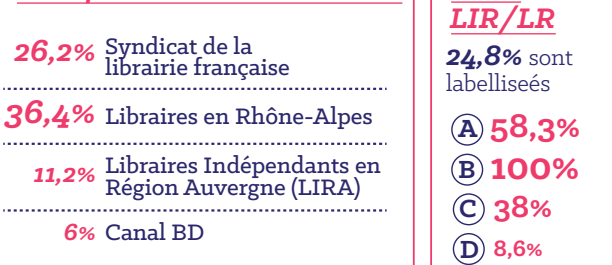 26,2% Syndicat de la
librairie française
36,4% Libraires en Rhône-Alpes
11,2% Libraires Indépendants en
Région Auvergne (LIRA)
6% Canal BD
LIR/LR
24,8% sont
labelliseés
A 58,3%
B 100%
C 38%
D 8,6%